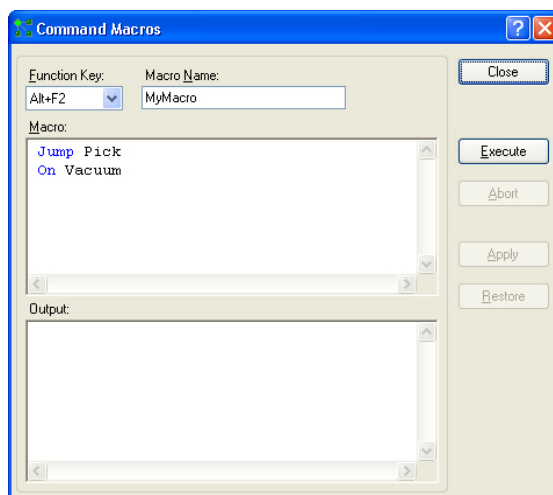 Command Macros
Function Key:
Macro Name:
Close
Alt+F2
MyMacro
Macro:
Jump Pick
On Vacuum
Execute
Abort
Apply
Restore
Output: